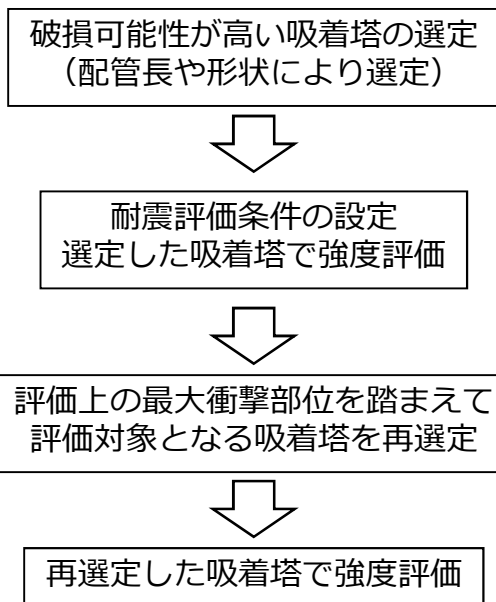 破損可能性が高い吸着塔の選定
（配管長や形状により選定）
耐震評価条件の設定
選定した吸着塔で強度評価
評価上の最大衝撃部位を踏まえて
評価対象となる吸着塔を再選定
再選定した吸着塔で強度評価